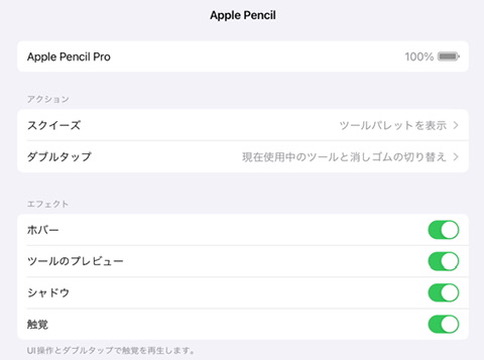 Apple Pencil
Apple Pencil Pro 100%
アクション
スクイーズ ツールパレットを表示
ダブルタップ 現在使用中のツールと消しゴムの切り替え
エフェクト
ホバー
ツールのプレビュー
シャドウ
触覚
UI操作とダブルタップで触覚を再生します。